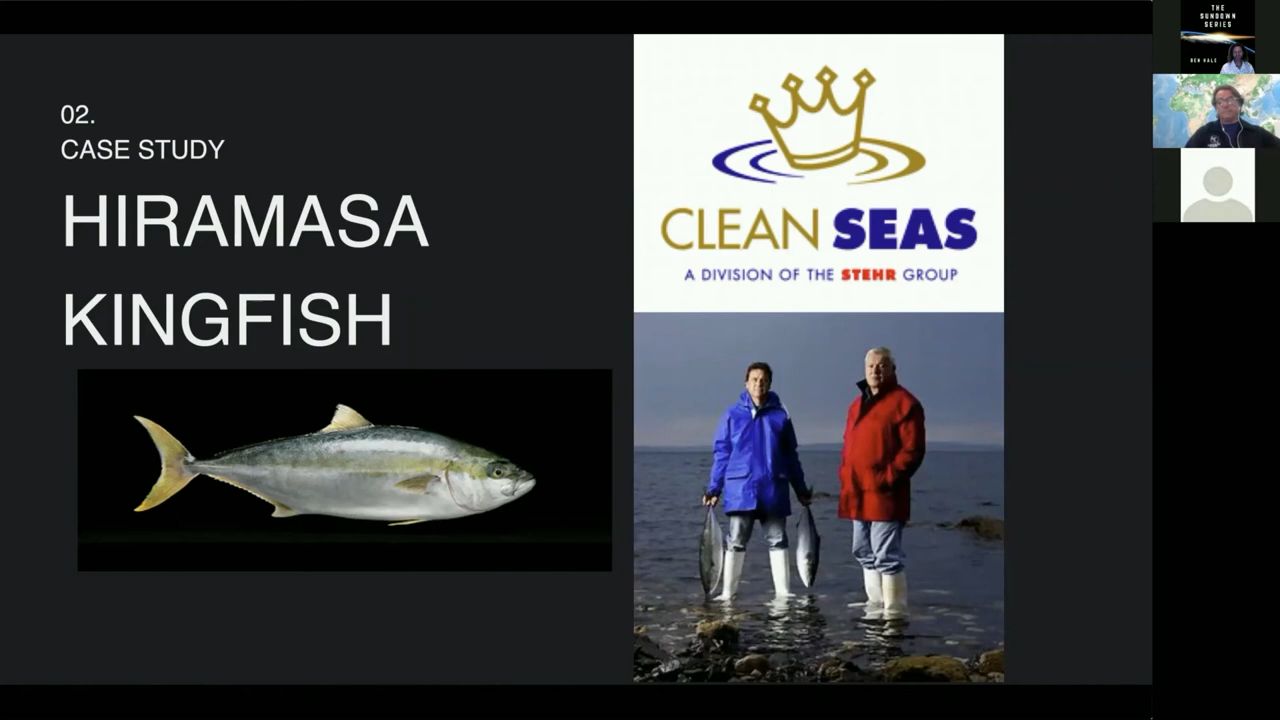 02.
CASE STUDY
HIRAMASA
KINGFISH
CLEAN SEAS
A DIVISION OF THE STEHR GROUP
THE
SUNDOWN
SERIES
BEN HALE